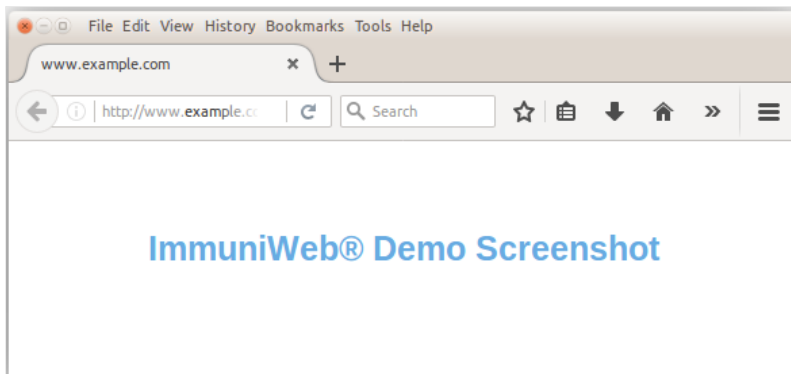 File Edit View History Bookmarks Tools Help
www.example.com
http://www.example.co
Search
ImmuniWeb® Demo Screenshot